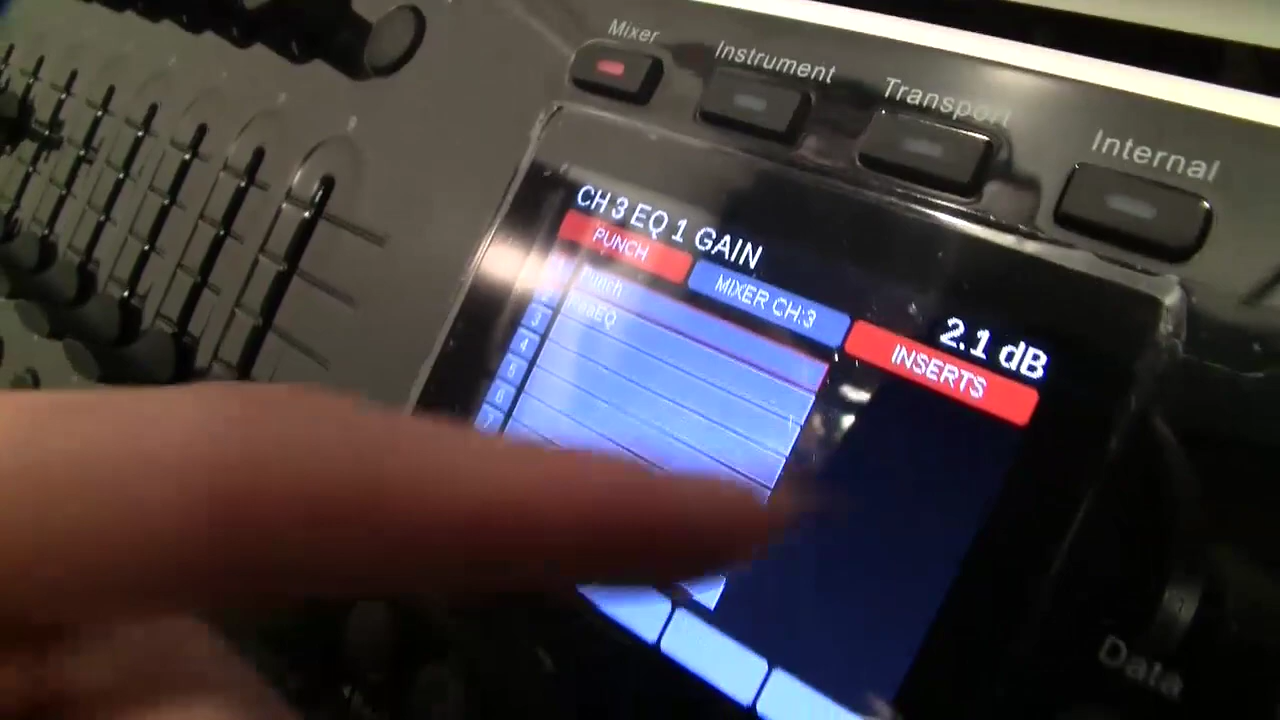 Mixer
Instrument
Transport
Internal
CH 3 EQ 1 GAIN
2.1 dB
PUNCH
MIXER CH:3
INSERTS
Punch
3
4
5
6
7
Data